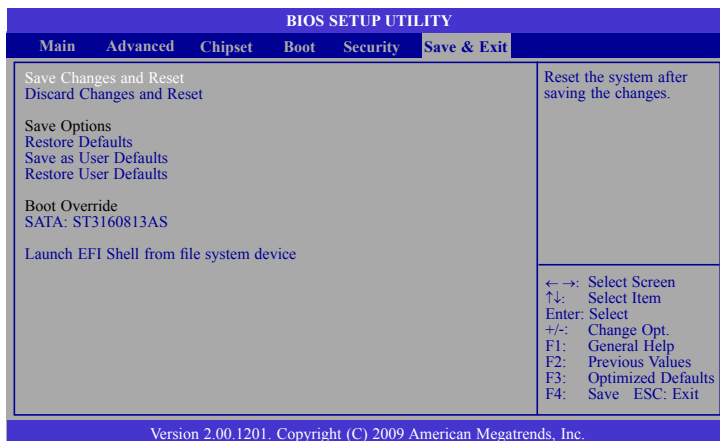 BIOS SETUP UTILITY
Main Advanced Chipset Boot Security Save & Exit
Save Changes and Reset
Discard Changes and Reset
Save Options
Restore Defaults
Save as User Defaults
Restore User Defaults
Boot Override
SATA: ST3160813AS
Launch EFI Shell from file system device
Reset the system after
saving the changes.
← →: Select Screen
↑↓: Select Item
Enter: Select
+/-: Change Opt.
F1: General Help
F2: Previous Values
F3: Optimized Defaults
F4: Save ESC: Exit
Version 2.00.1201. Copyright (C) 2009 American Megatrends, Inc.